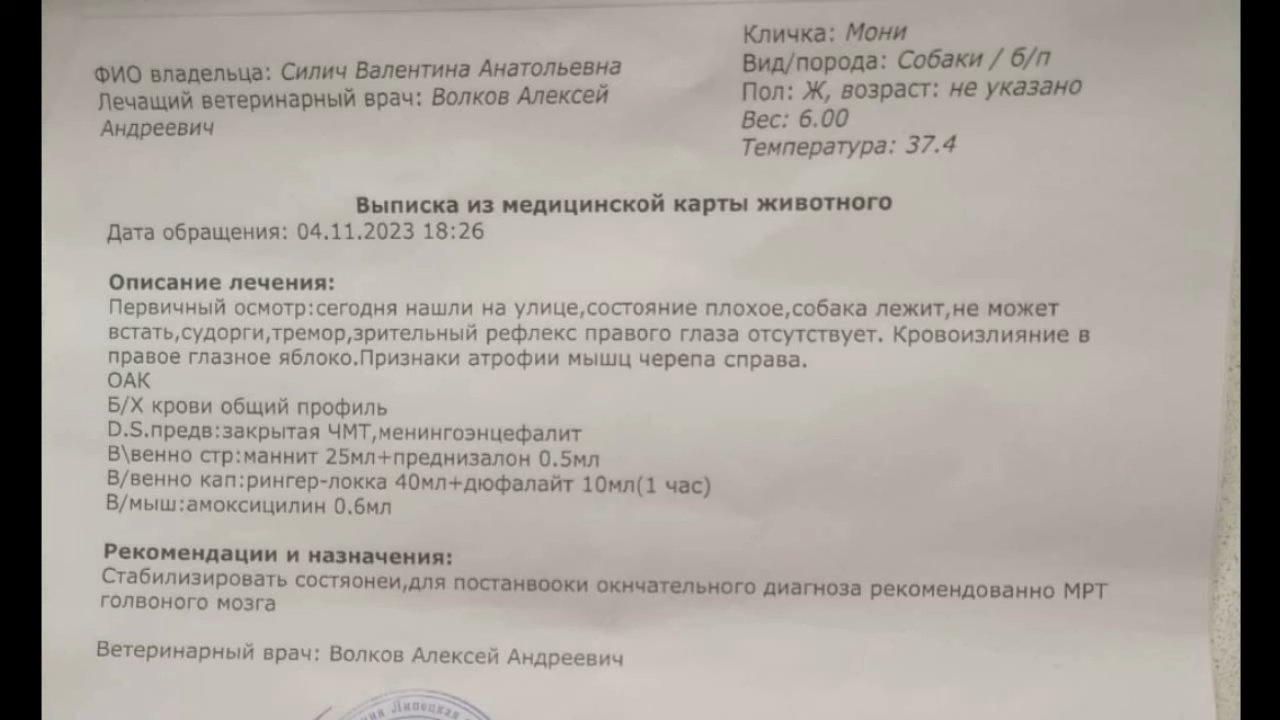 Кличка: Мони
ФИО владельца: Силич Валентина Анатольевна
Вид/порода: Собаки / б/п
Лечащий ветеринарный врач: Волков Алексей
Пол: Ж, возраст: не указано
Андреевич
Вес: 6.00
Температура: 37.4
Выписка из медицинской карты животного
Дата обращения: 04.11.2023 18:26
Описание лечения:
Первичный осмотр:сегодня нашли на улице,состояние плохое,собака лежит,не может
встать,судорги,тремор,зрительный рефлекс правого глаза отсутствует. Кровоизлияние в
правое глазное яблоко.Признаки атрофии мышц черепа справа.
ОАК
Б/Х крови общий профиль
D.S.предв:закрытая ЧМТ,менингоэнцефалит
В\венно стр:маннит 25мл+преднизалон 0.5мл
В/венно кап:рингер-локка 40мл+дюфалайт 10мл(1 час)
В/мыш:амоксицилин 0.6мл
Рекомендации и назначения:
Стабилизировать состяонеи,для постанвооки окнчательного диагноза рекомендованно МРТ
голвоного мозга
Ветеринарный врач: Волков Алексей Андреевич
Липецкая